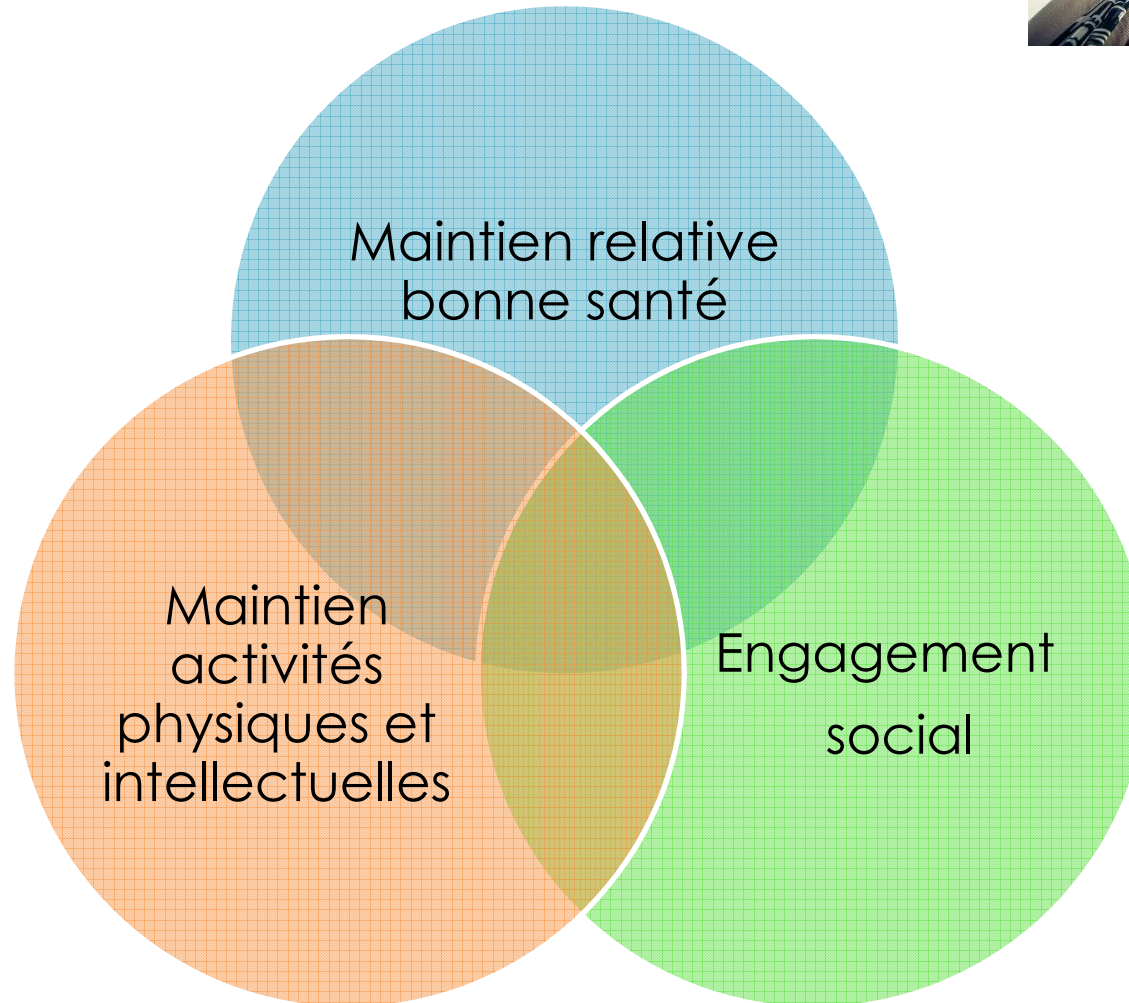 Maintien relative
bonne santé
Maintien
activités
physiques et
intellectuelles
Engagement
social